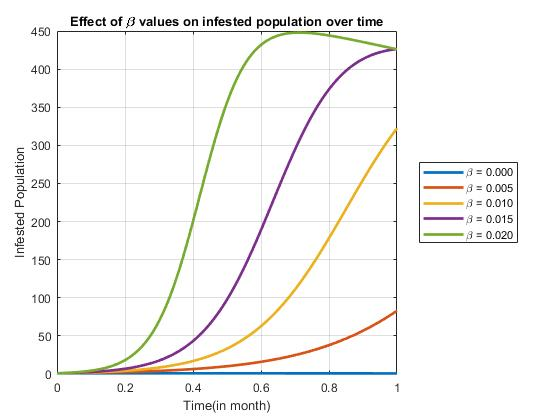 Effect of β values on infested population over time
450
400
350
300
250
200
150
100
50
0
Infested Population
0 0.2 0.4 0.6 0.8 1
Time(in month)
β = 0.000
β = 0.005
β = 0.010
β = 0.015
β = 0.020